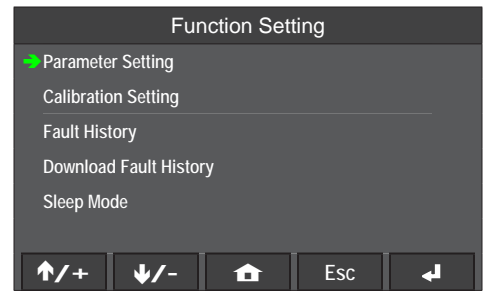 Function Setting
Parameter Setting
Calibration Setting
Fault History
Download Fault History
Sleep Mode
↑/+ ↓/- Esc